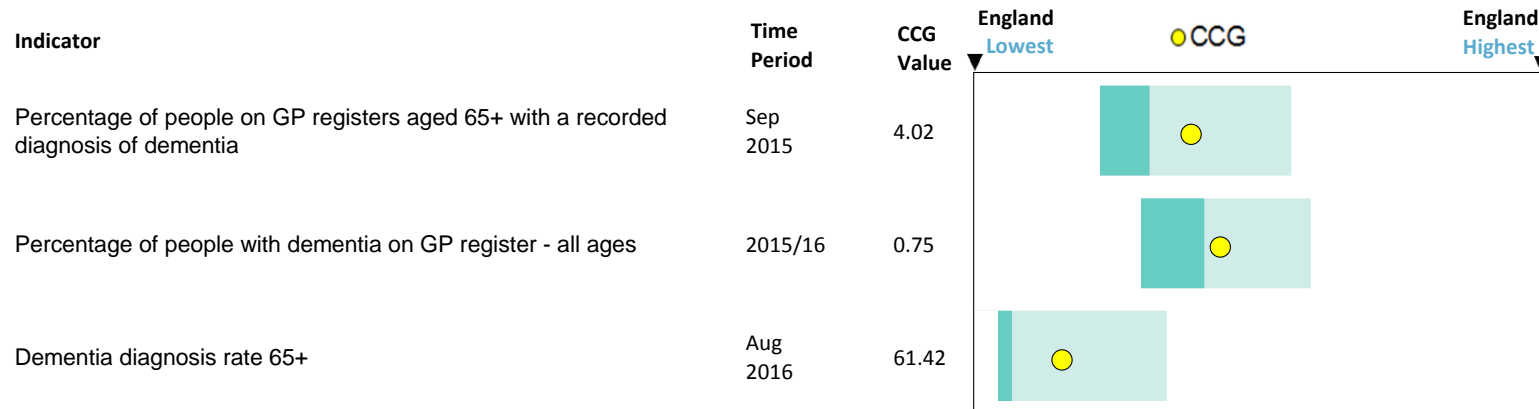 Indicator
Time
Period
CCG
Value
England
Lowest
CCG
England
Highest
Percentage of people on GP registers aged 65+ with a recorded
diagnosis of dementia
Sep
2015
4.02
Percentage of people with dementia on GP register - all ages
2015/16
0.75
Dementia diagnosis rate 65+
Aug
2016
61.42